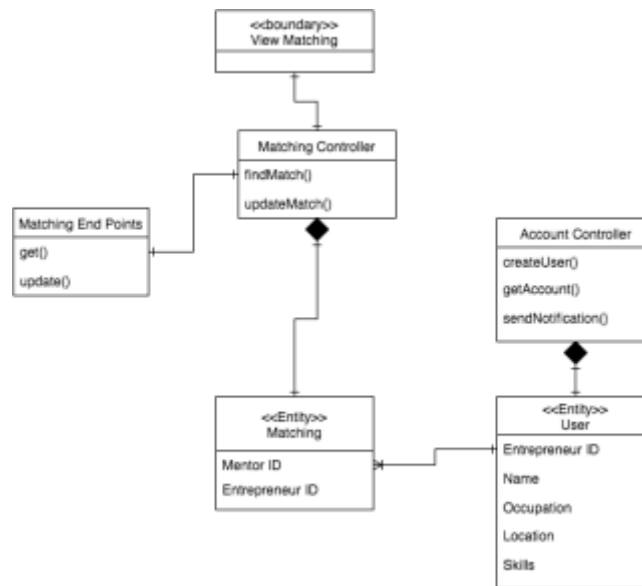 <<boundary>>
View Matching
Matching Controller
findMatch()
updateMatch()
Matching End Points
get()
update()
Account Controller
createUser()
getAccount()
sendNotification()
<<Entity>>
Matching
Mentor ID
Entrepreneur ID
<<Entity>>
User
Entrepreneur ID
Name
Occupation
Location
Skills